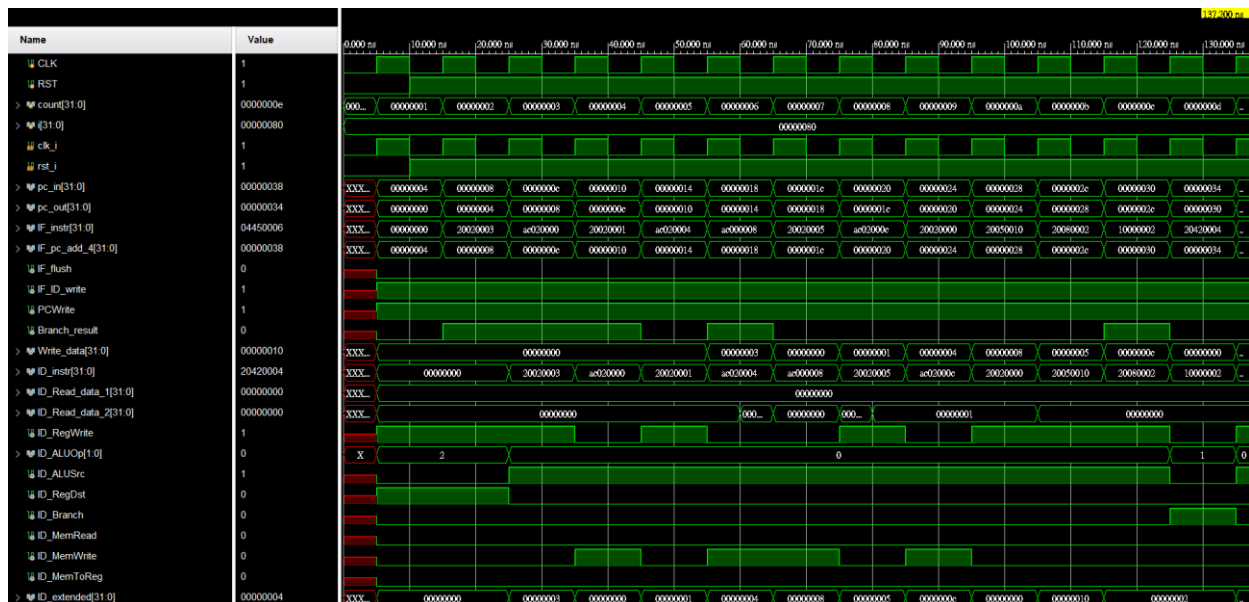 137.200 ns
Name Value 0.000 ns 10.000 ns 20.000 ns 30.000 ns 40.000 ns 50.000 ns 60.000 ns 70.000 ns 80.000 ns 90.000 ns 100.000 ns 110.000 ns 120.000 ns 130.000 ns
CLK 1
RST 1
count[31:0] 0000000e 000... 00000001 00000002 00000003 00000004 00000005 00000006 00000007 00000008 00000009 0000000a 0000000b 0000000c 0000000d
i[31:0] 00000080 00000080
clk_i 1
rst_i 1
pc_in[31:0] 00000038 XXX... 00000004 00000008 0000000c 00000010 00000014 00000018 0000001c 00000020 00000024 00000028 0000002c 00000030 00000034
pc_out[31:0] 00000034 XXX... 00000000 00000004 00000008 0000000c 00000010 00000014 00000018 0000001c 00000020 00000024 00000028 0000002c 00000030
IF_instr[31:0] 04450006 XXX... 00000000 20020003 ac020000 20020001 ac020004 ac000008 20020005 ac02000c 20020000 20050010 20080002 10000002 20420004
IF_pc_add_4[31:0] 00000038 XXX... 00000004 00000008 0000000c 00000010 00000014 00000018 0000001c 00000020 00000024 00000028 0000002c 00000030 00000034
IF_flush 0
IF_ID_write 1
PCWrite 1
Branch_result 0
Write_data[31:0] 00000010 XXX... 00000000 00000003 00000000 00000001 00000004 00000008 00000005 0000000c 00000000
ID_instr[31:0] 20420004 XXX... 00000000 20020003 ac020000 20020001 ac020004 ac000008 20020005 ac02000c 20020000 20050010 20080002 10000002
ID_Read_data_1[31:0] 00000000 XXX... 00000000
ID_Read_data_2[31:0] 00000000 XXX... 00000000 000... 00000000 000... 00000001 00000000
ID_RegWrite 1
ID_ALUOp[1:0] 0 X 2 0 1 0
ID_ALUSrc 1
ID_RegDst 0
ID_Branch 0
ID_MemRead 0
ID_MemWrite 0
ID_MemToReg 0
ID_extended[31:0] 00000004 XXX... 00000000 00000003 00000000 00000001 00000004 00000008 00000005 0000000c 00000000 00000010 00000002